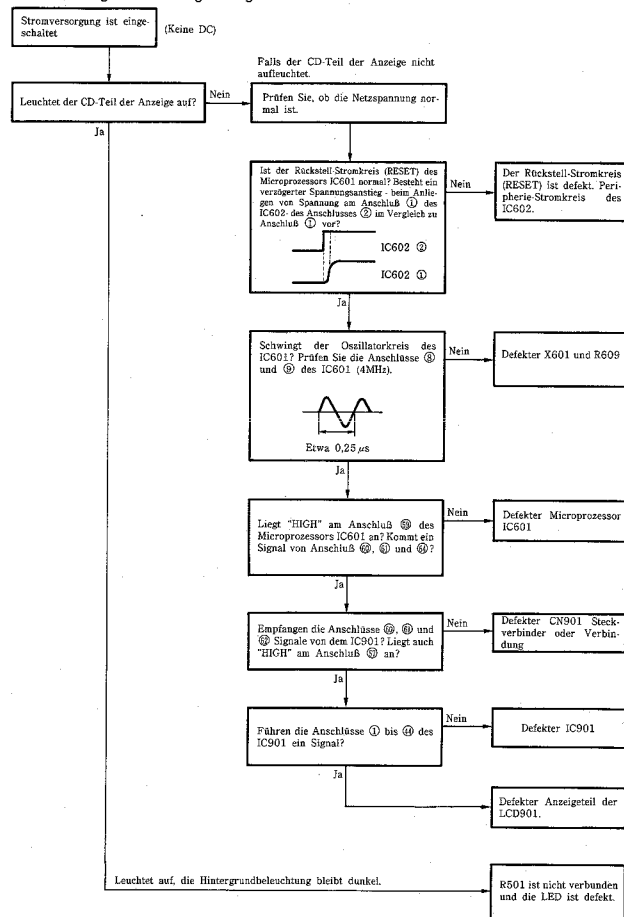 Stromversorgung ist einge-
schaltet
(Keine DC)
Falls der CD-Teil der Anzeige nicht
aufleuchtet.
Leuchtet der CD-Teil der Anzeige auf?
Nein
Prüfen Sie, ob die Netzspannung nor-
mal ist.
Ja
Ist der Rückstell-Stromkreis (RESET) des
Microprozessors IC601 normal? Besteht ein
verzögerter Spannungsanstieg - beim Anlie-
gen von Spannung am Anschluß ① des
IC602- des Anschlusses ② im Vergleich zu
Anschluß ① vor?
IC602 ②
IC602 ①
Nein
Der Rückstell-Stromkreis
(RESET) ist defekt. Peri-
pherie-Stromkreis des
IC602.
Ja
Schwingt der Oszillatorkreis des
IC601? Prüfen Sie die Anschlüsse ⑧
und ⑨ des IC601 (4MHz).
Etwa 0,25 μs
Nein
Defekter X601 und R609
Ja
Liegt "HIGH" am Anschluß des
Microprozessors IC601 an? Kommt ein
Signal von Anschluß ⑥⓪, ⑥① und ⑥④?
Nein
Defekter Microprozessor
IC601
Ja
Empfangen die Anschlüsse und
Signale von dem IC901? Liegt auch
"HIGH" am Anschluß an?
Nein
Defekter CN901 Steck-
verbinder oder Verbin-
dung
Ja
Führen die Anschlüsse ① bis ㊹ des
IC901 ein Signal?
Nein
Defekter IC901
Ja
Defekter Anzeigeteil der
LCD901.
Leuchtet auf, die Hintergrundbeleuchtung bleibt dunkel.
R501 ist nicht verbunden
und die LED ist defekt.